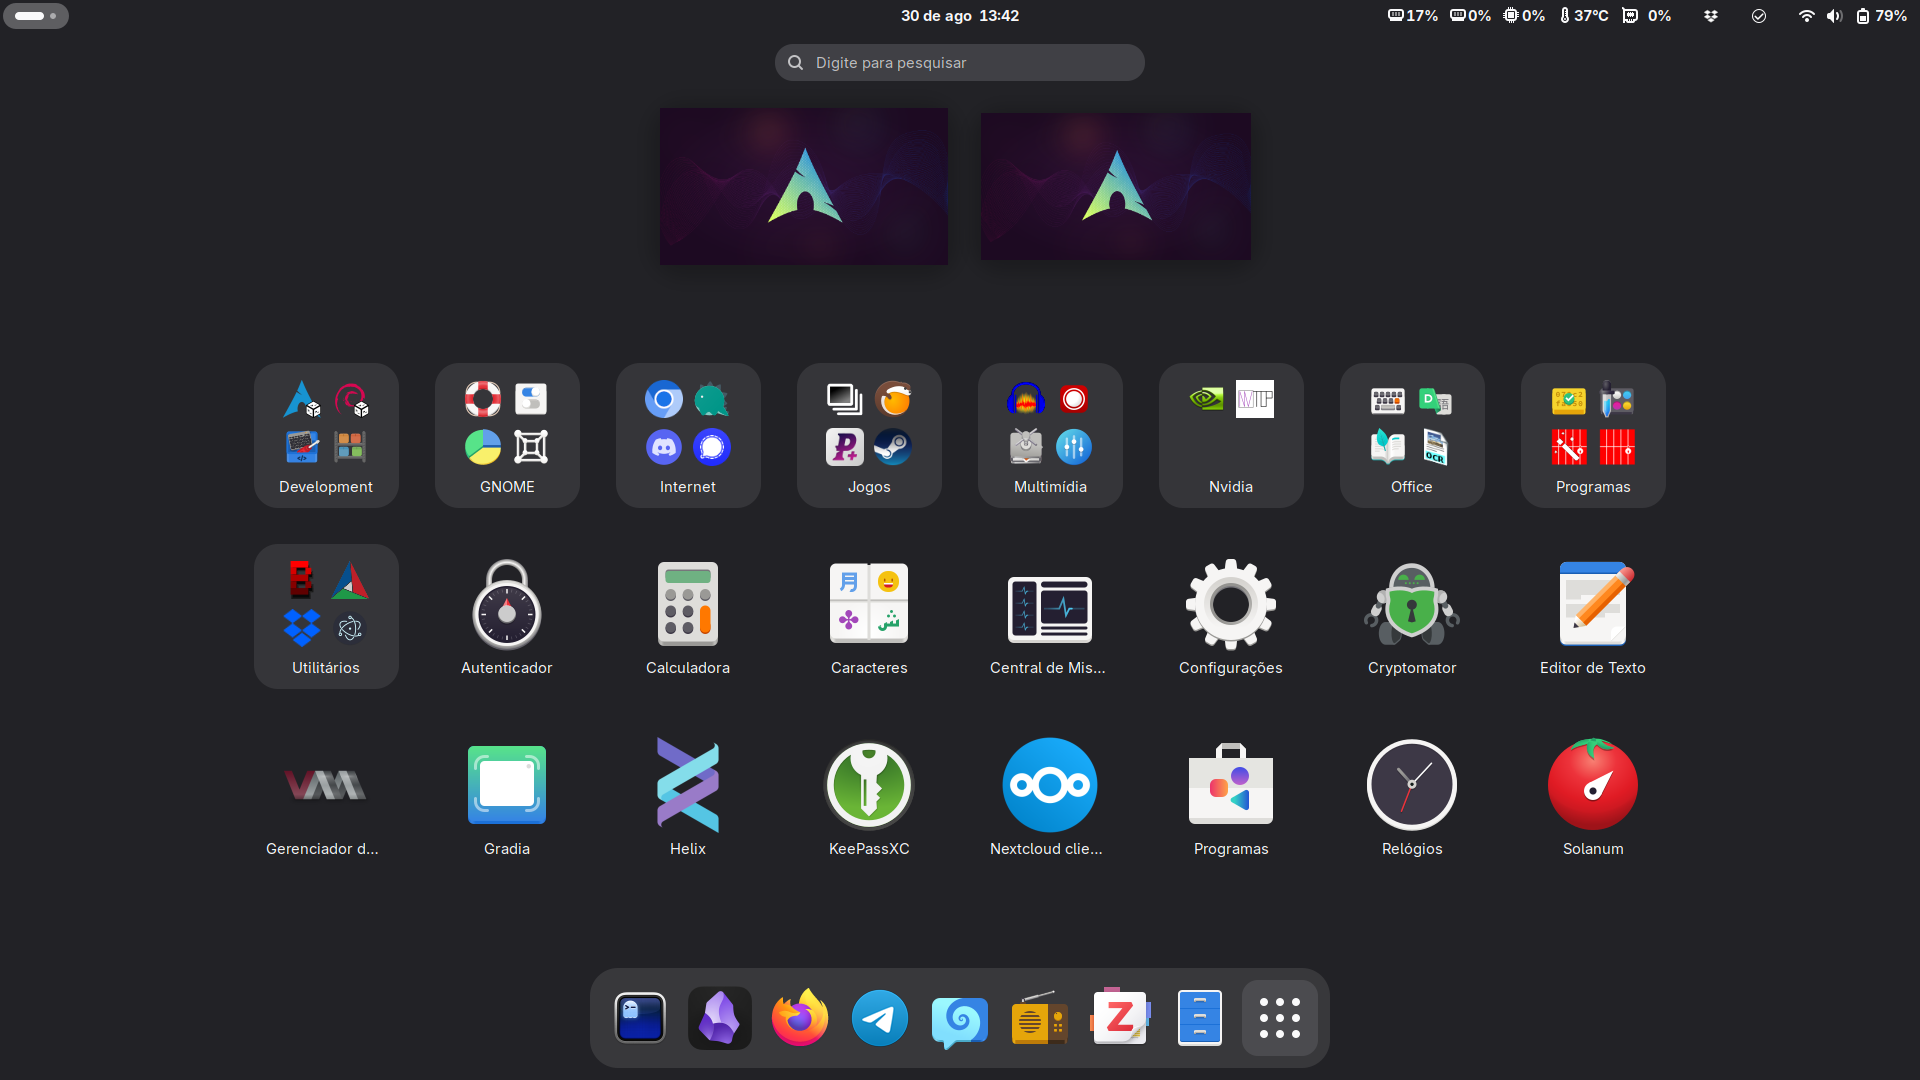 30 de ago 13:42
17% 0% 0% 37°C 0% 79%
Digite para pesquisar
Development GNOME Internet Jogos Multimídia Nvidia Office Programas
Utilitários Autenticador Calculadora Caracteres Central de Mis... Configurações Cryptomator Editor de Texto
Gerenciador d... Gradia Helix KeePassXC Nextcloud clie... Programas Relógios Solanum